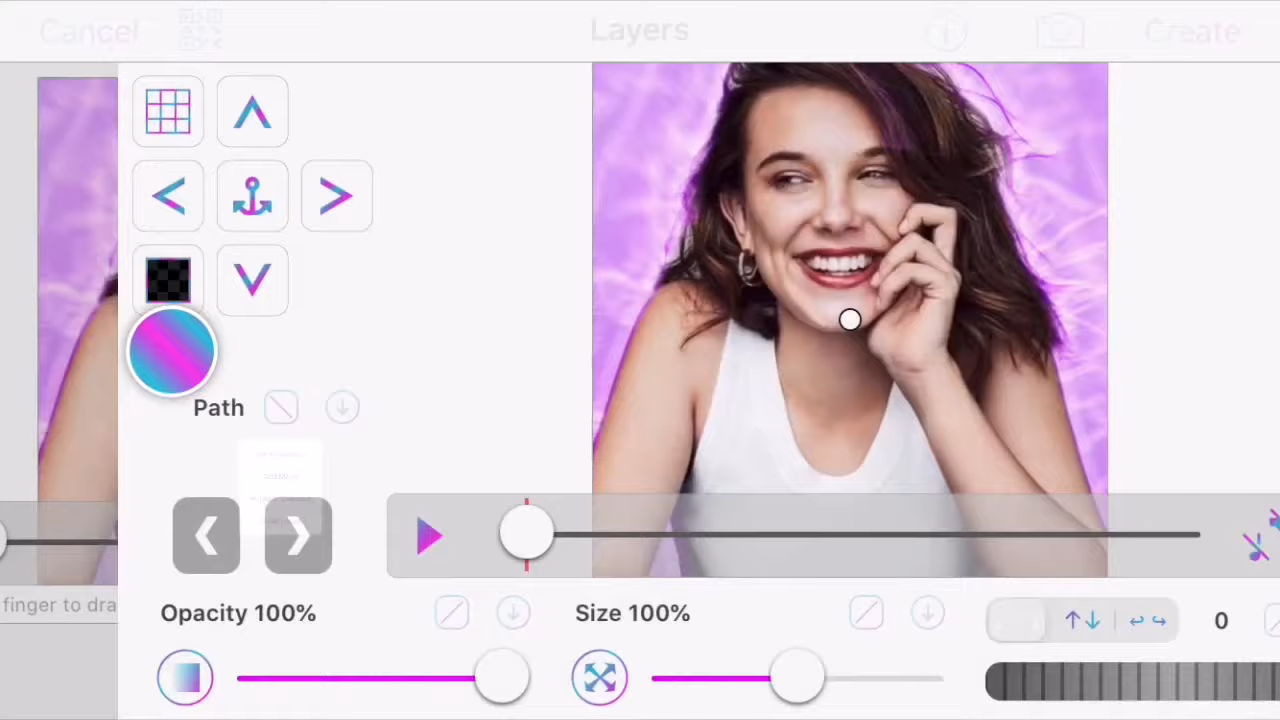 Cancel
Layers
Create
Path
finger to dra
Opacity 100%
Size 100%
0